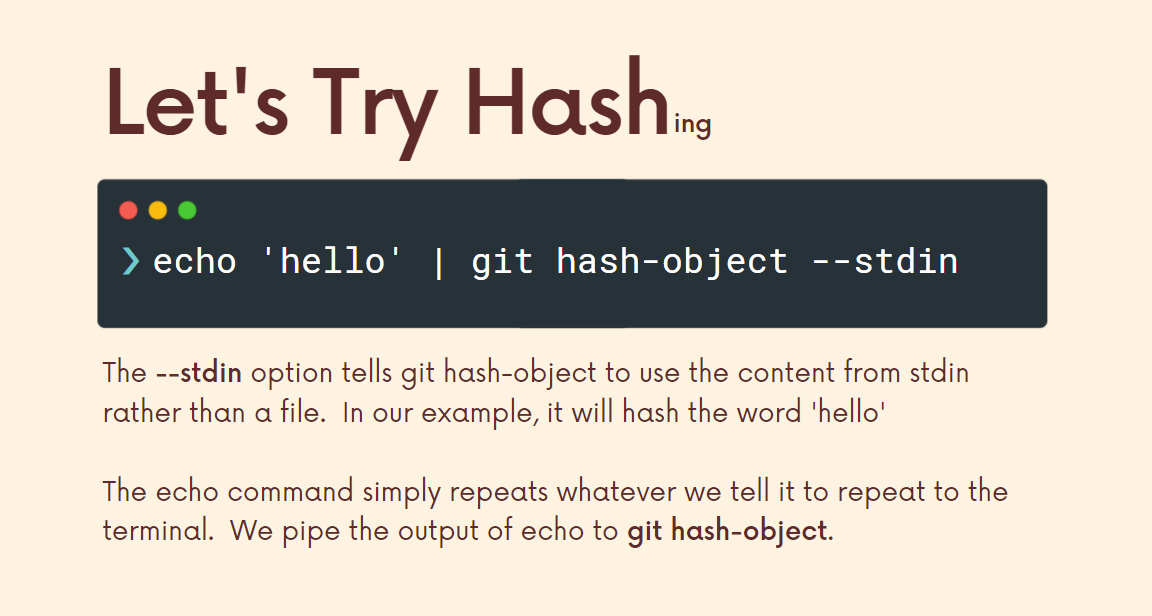 Let's Try Hashing
❯ echo 'hello' | git hash-object --stdin
The --stdin option tells git hash-object to use the content from stdin
rather than a file.  In our example, it will hash the word 'hello'
The echo command simply repeats whatever we tell it to repeat to the
terminal.  We pipe the output of echo to git hash-object.